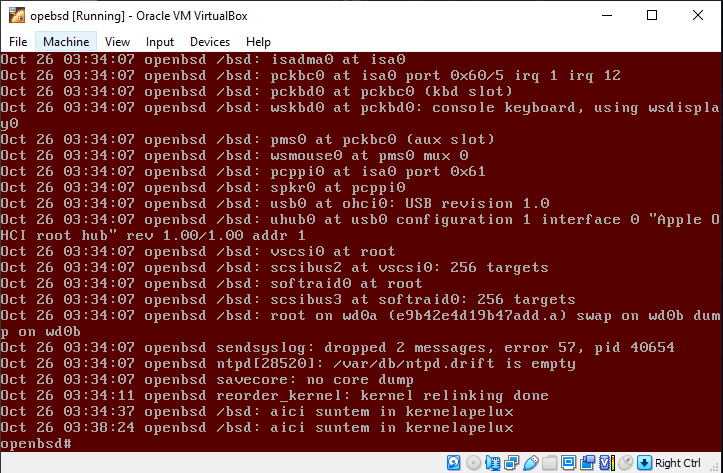 opebsd [Running] - Oracle VM VirtualBox
File Machine View Input Devices Help
Oct 26 03:34:07 openbsd /bsd: isadma0 at isa0
Oct 26 03:34:07 openbsd /bsd: pckbc0 at isa0 port 0x60/5 irq 1 irq 12
Oct 26 03:34:07 openbsd /bsd: pckbd0 at pckbc0 (kbd slot)
Oct 26 03:34:07 openbsd /bsd: wskbd0 at pckbd0: console keyboard, using wsdispla
y0
Oct 26 03:34:07 openbsd /bsd: pms0 at pckbc0 (aux slot)
Oct 26 03:34:07 openbsd /bsd: wsmouse0 at pms0 mux 0
Oct 26 03:34:07 openbsd /bsd: pcppi0 at isa0 port 0x61
Oct 26 03:34:07 openbsd /bsd: spkr0 at pcppi0
Oct 26 03:34:07 openbsd /bsd: usb0 at ohci0: USB revision 1.0
Oct 26 03:34:07 openbsd /bsd: uhub0 at usb0 configuration 1 interface 0 "Apple O
HCI root hub" rev 1.00/1.00 addr 1
Oct 26 03:34:07 openbsd /bsd: vscsi0 at root
Oct 26 03:34:07 openbsd /bsd: scsibus2 at vscsi0: 256 targets
Oct 26 03:34:07 openbsd /bsd: softraid0 at root
Oct 26 03:34:07 openbsd /bsd: scsibus3 at softraid0: 256 targets
Oct 26 03:34:07 openbsd /bsd: root on wd0a (e9b42e4d19b47add.a) swap on wd0b dum
p on wd0b
Oct 26 03:34:07 openbsd sendsyslog: dropped 2 messages, error 57, pid 40654
Oct 26 03:34:07 openbsd ntpd[28520]: /var/db/ntpd.drift is empty
Oct 26 03:34:07 openbsd savecore: no core dump
Oct 26 03:34:11 openbsd reorder_kernel: kernel relinking done
Oct 26 03:34:37 openbsd /bsd: aici suntem in kernelapelux
Oct 26 03:38:24 openbsd /bsd: aici suntem in kernelapelux
openbsd#
Right Ctrl